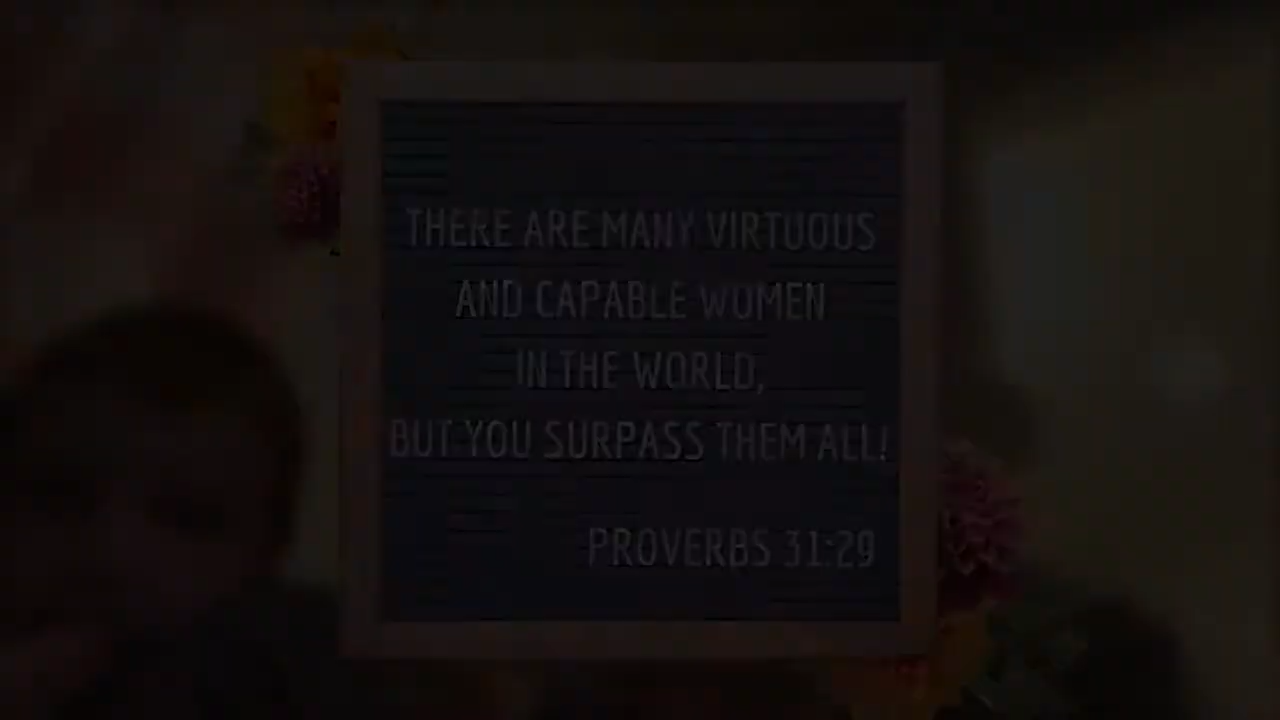 THERE ARE MANY VIRTUOUS
AND CAPABLE WOMEN
IN THE WORLD,
BUT YOU SURPASS THEM ALL!
PROVERBS 31:29